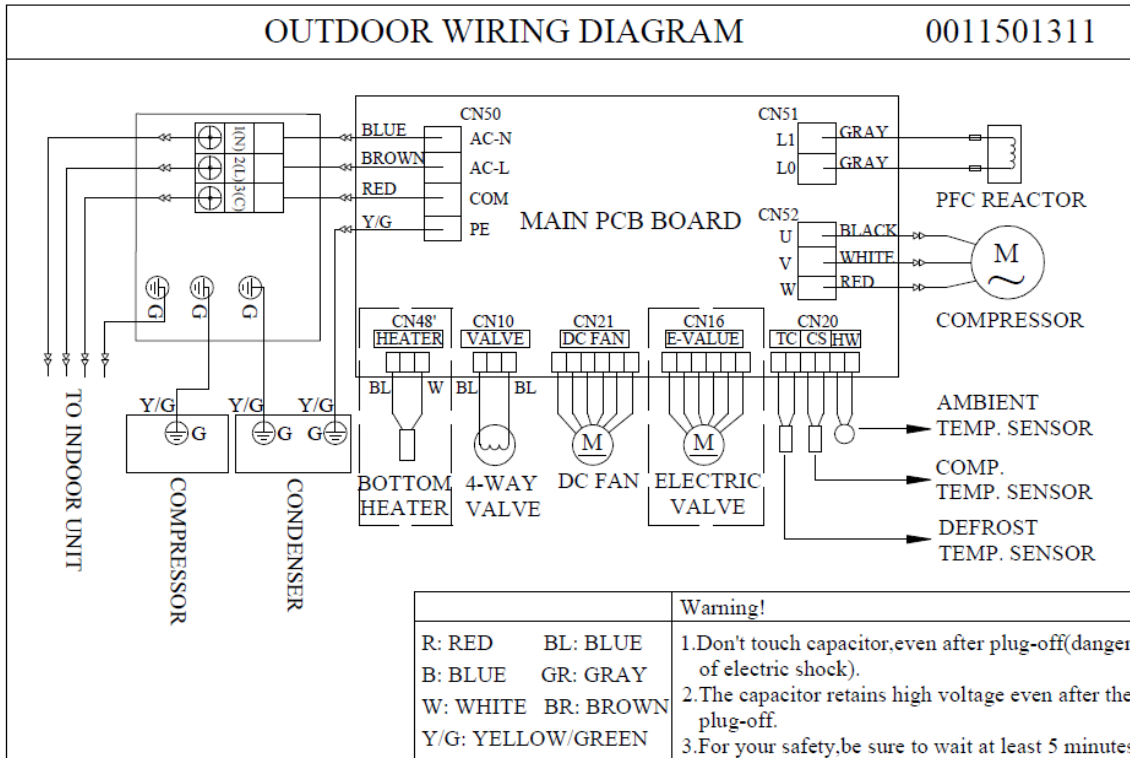 OUTDOOR WIRING DIAGRAM 0011501311
CN50
CN51
1(N)
2(L)
3(C)
BLUE
AC-N
BROWN
AC-L
RED
COM
Y/G
PE
MAIN PCB BOARD
L1
GRAY
L0
GRAY
PFC REACTOR
CN52
U
BLACK
V
WHITE
W
RED
M
COMPRESSOR
G
G
G
CN48'
HEATER
CN10
VALVE
CN21
DC FAN
CN16
E-VALUE
CN20
TC CS HW
BL
W
BL
BL
Y/G
Y/G
Y/G
G
G
G
M
M
TO INDOOR UNIT
COMPRESSOR
CONDENSER
BOTTOM
HEATER
4-WAY
VALVE
DC FAN
ELECTRIC
VALVE
AMBIENT
TEMP. SENSOR
COMP.
TEMP. SENSOR
DEFROST
TEMP. SENSOR
R: RED BL: BLUE
B: BLUE GR: GRAY
W: WHITE BR: BROWN
Y/G: YELLOW/GREEN
Warning!
1.Don't touch capacitor,even after plug-off(danger
of electric shock).
2.The capacitor retains high voltage even after the
plug-off.
3.For your safety,be sure to wait at least 5 minutes